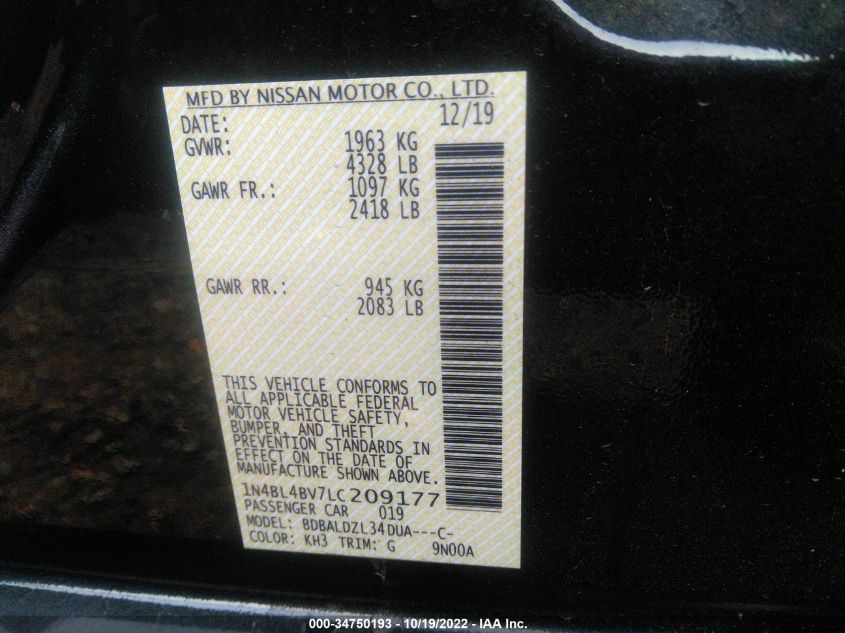 MFD BY NISSAN MOTOR CO., LTD.
DATE: 12/19
GVWR: 1963 KG
4328 LB
GAWR FR.: 1097 KG
2418 LB
GAWR RR.: 945 KG
2083 LB
THIS VEHICLE CONFORMS TO
ALL APPLICABLE FEDERAL
MOTOR VEHICLE SAFETY,
BUMPER, AND THEFT
PREVENTION STANDARDS IN
EFFECT ON THE DATE OF
MANUFACTURE SHOWN ABOVE.
1N4BL4BV7LC209177
PASSENGER CAR 019
MODEL: BDBALDZL34DUA---C-
COLOR: KH3 TRIM: G 9N00A
000-34750193 - 10/19/2022 - IAA Inc.